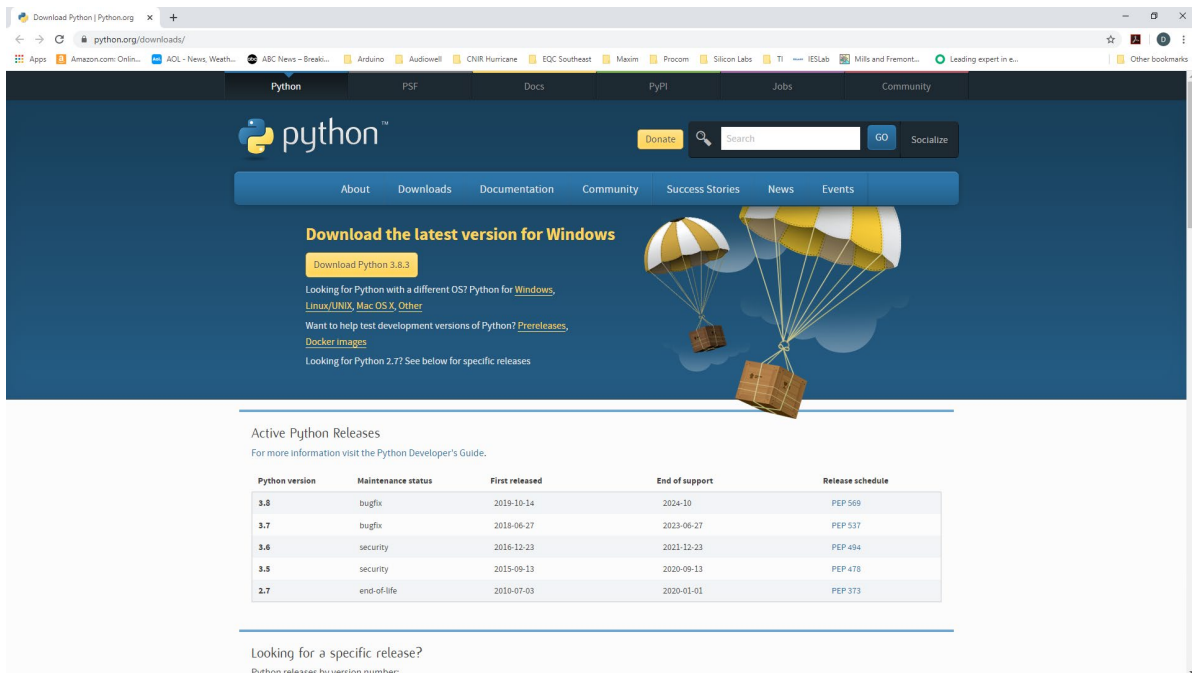 Download Python | Python.org
python.org/downloads/
Apps Amazon.com: Onlin... AOL - News, Weath... ABC News – Breaki... Arduino Audiowell CNIR Hurricane EQC Southeast Maxim Procom Silicon Labs TI IESLab Mills and Fremont... Leading expert in e... Other bookmarks
Python PSF Docs PyPI Jobs Community
python™
Donate Search GO Socialize
About Downloads Documentation Community Success Stories News Events
Download the latest version for Windows
Download Python 3.8.3
Looking for Python with a different OS? Python for Windows,
Linux/UNIX, Mac OS X, Other
Want to help test development versions of Python? Prereleases,
Docker images
Looking for Python 2.7? See below for specific releases
Active Python Releases
For more information visit the Python Developer's Guide.
Python version Maintenance status First released End of support Release schedule
3.8 bugfix 2019-10-14 2024-10 PEP 569
3.7 bugfix 2018-06-27 2023-06-27 PEP 537
3.6 security 2016-12-23 2021-12-23 PEP 494
3.5 security 2015-09-13 2020-09-13 PEP 478
2.7 end-of-life 2010-07-03 2020-01-01 PEP 373
Looking for a specific release?
Python releases by version number: